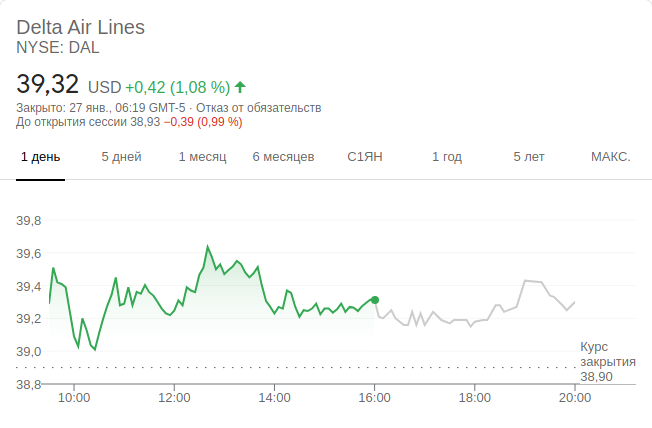 Delta Air Lines
NYSE: DAL
39,32 USD +0,42 (1,08 %)
Закрыто: 27 янв., 06:19 GMT-5 · Отказ от обязательств
До открытия сессии 38,93 −0,39 (0,99 %)
1 день 5 дней 1 месяц 6 месяцев С1ЯН 1 год 5 лет МАКС.
39,8
39,6
39,4
39,2
39,0
38,8
Курс
закрытия
38,90
10:00 12:00 14:00 16:00 18:00 20:00